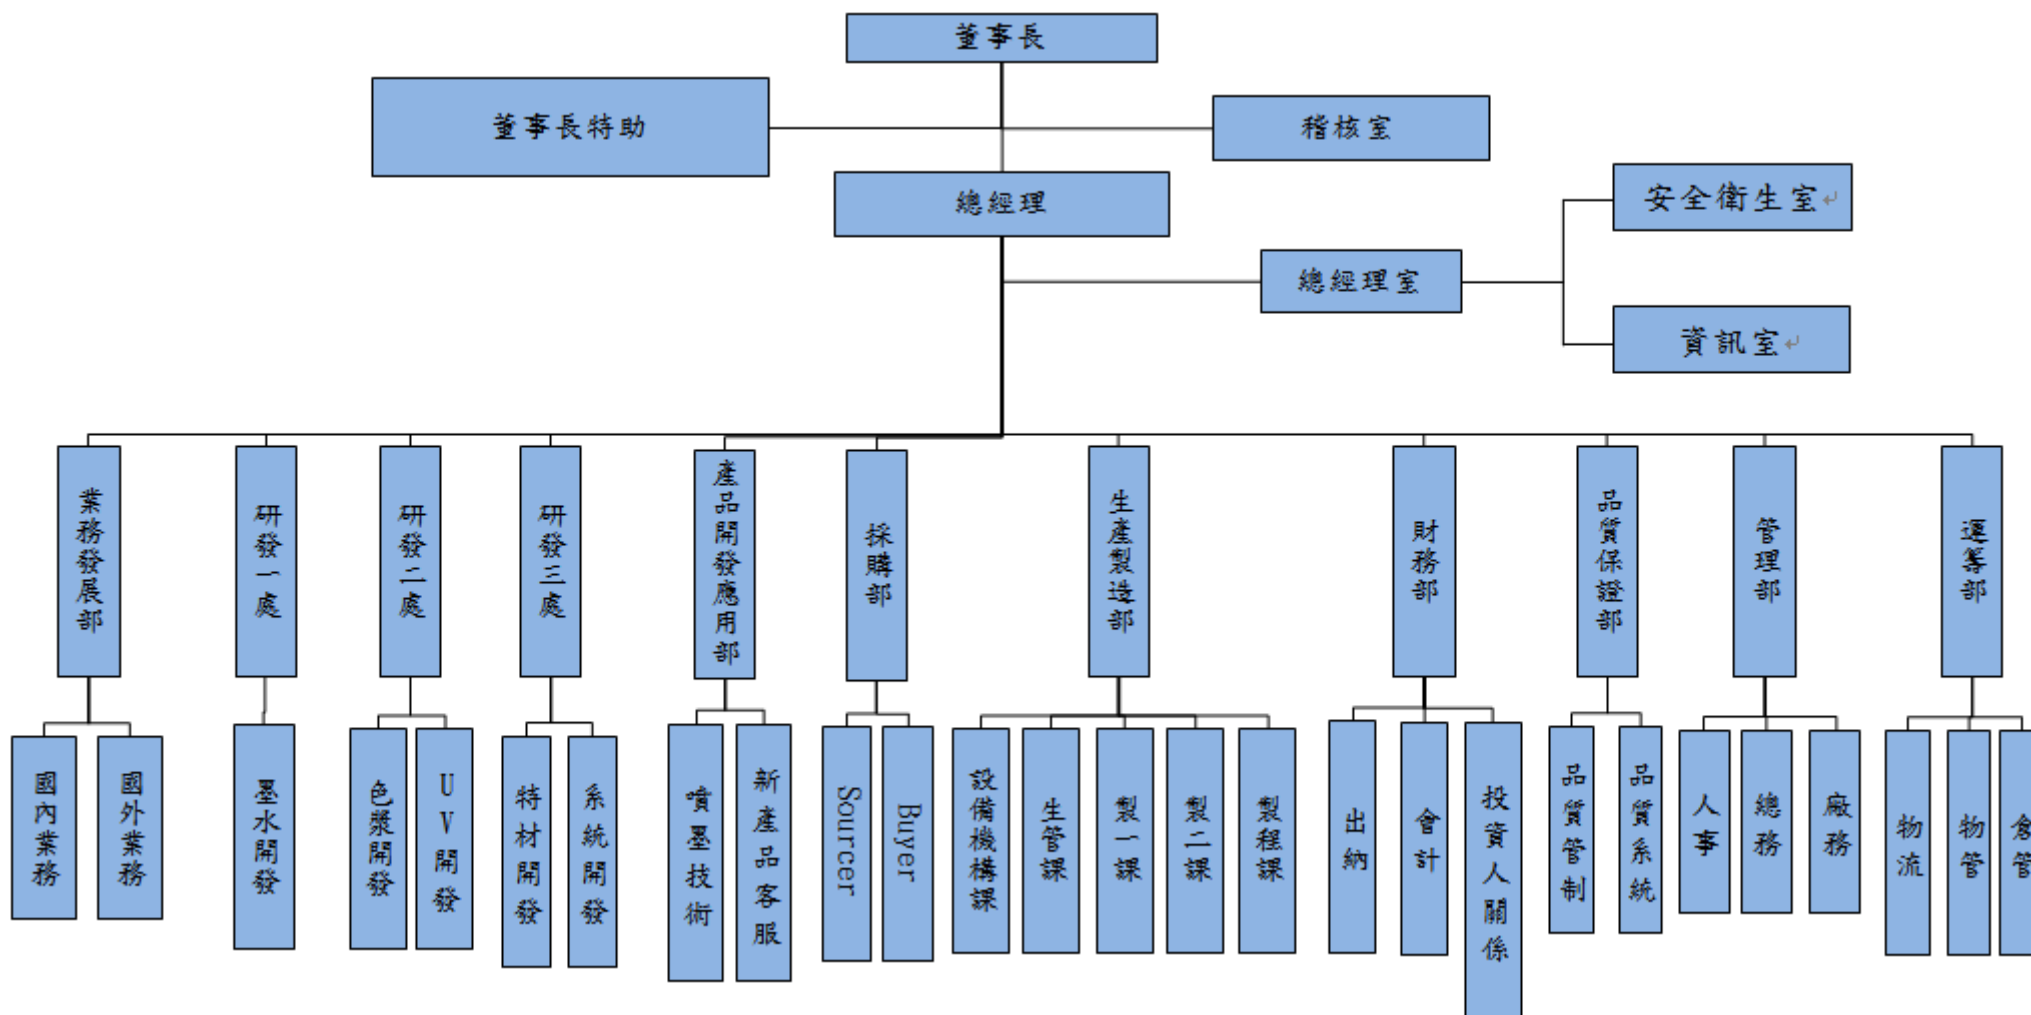 董事長
董事長特助
稽核室
總經理
安全衛生室
總經理室
資訊室
業務發展部
研發一處
研發二處
研發三處
產品開發應用部
採購部
生產製造部
財務部
品質保證部
管理部
運籌部
國內業務
國外業務
墨水開發
色漿開發
UV開發
特材開發
系統開發
噴墨技術
新產品客服
Sourcer
Buyer
設備機構課
生管課
製一課
製二課
製程課
出納
會計
投資人關係
品質管制
品質系統
人事
總務
廠務
物流
物管
倉管